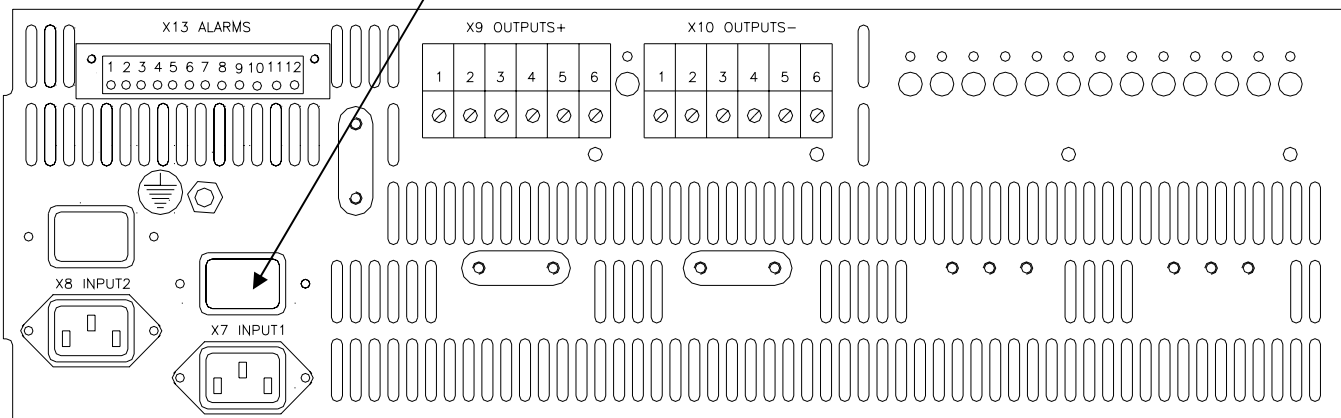 X13 ALARMS
1 2 3 4 5 6 7 8 9 10 11 12
X9 OUTPUTS+
1 2 3 4 5 6
X10 OUTPUTS-
1 2 3 4 5 6
X8 INPUT2
X7 INPUT1